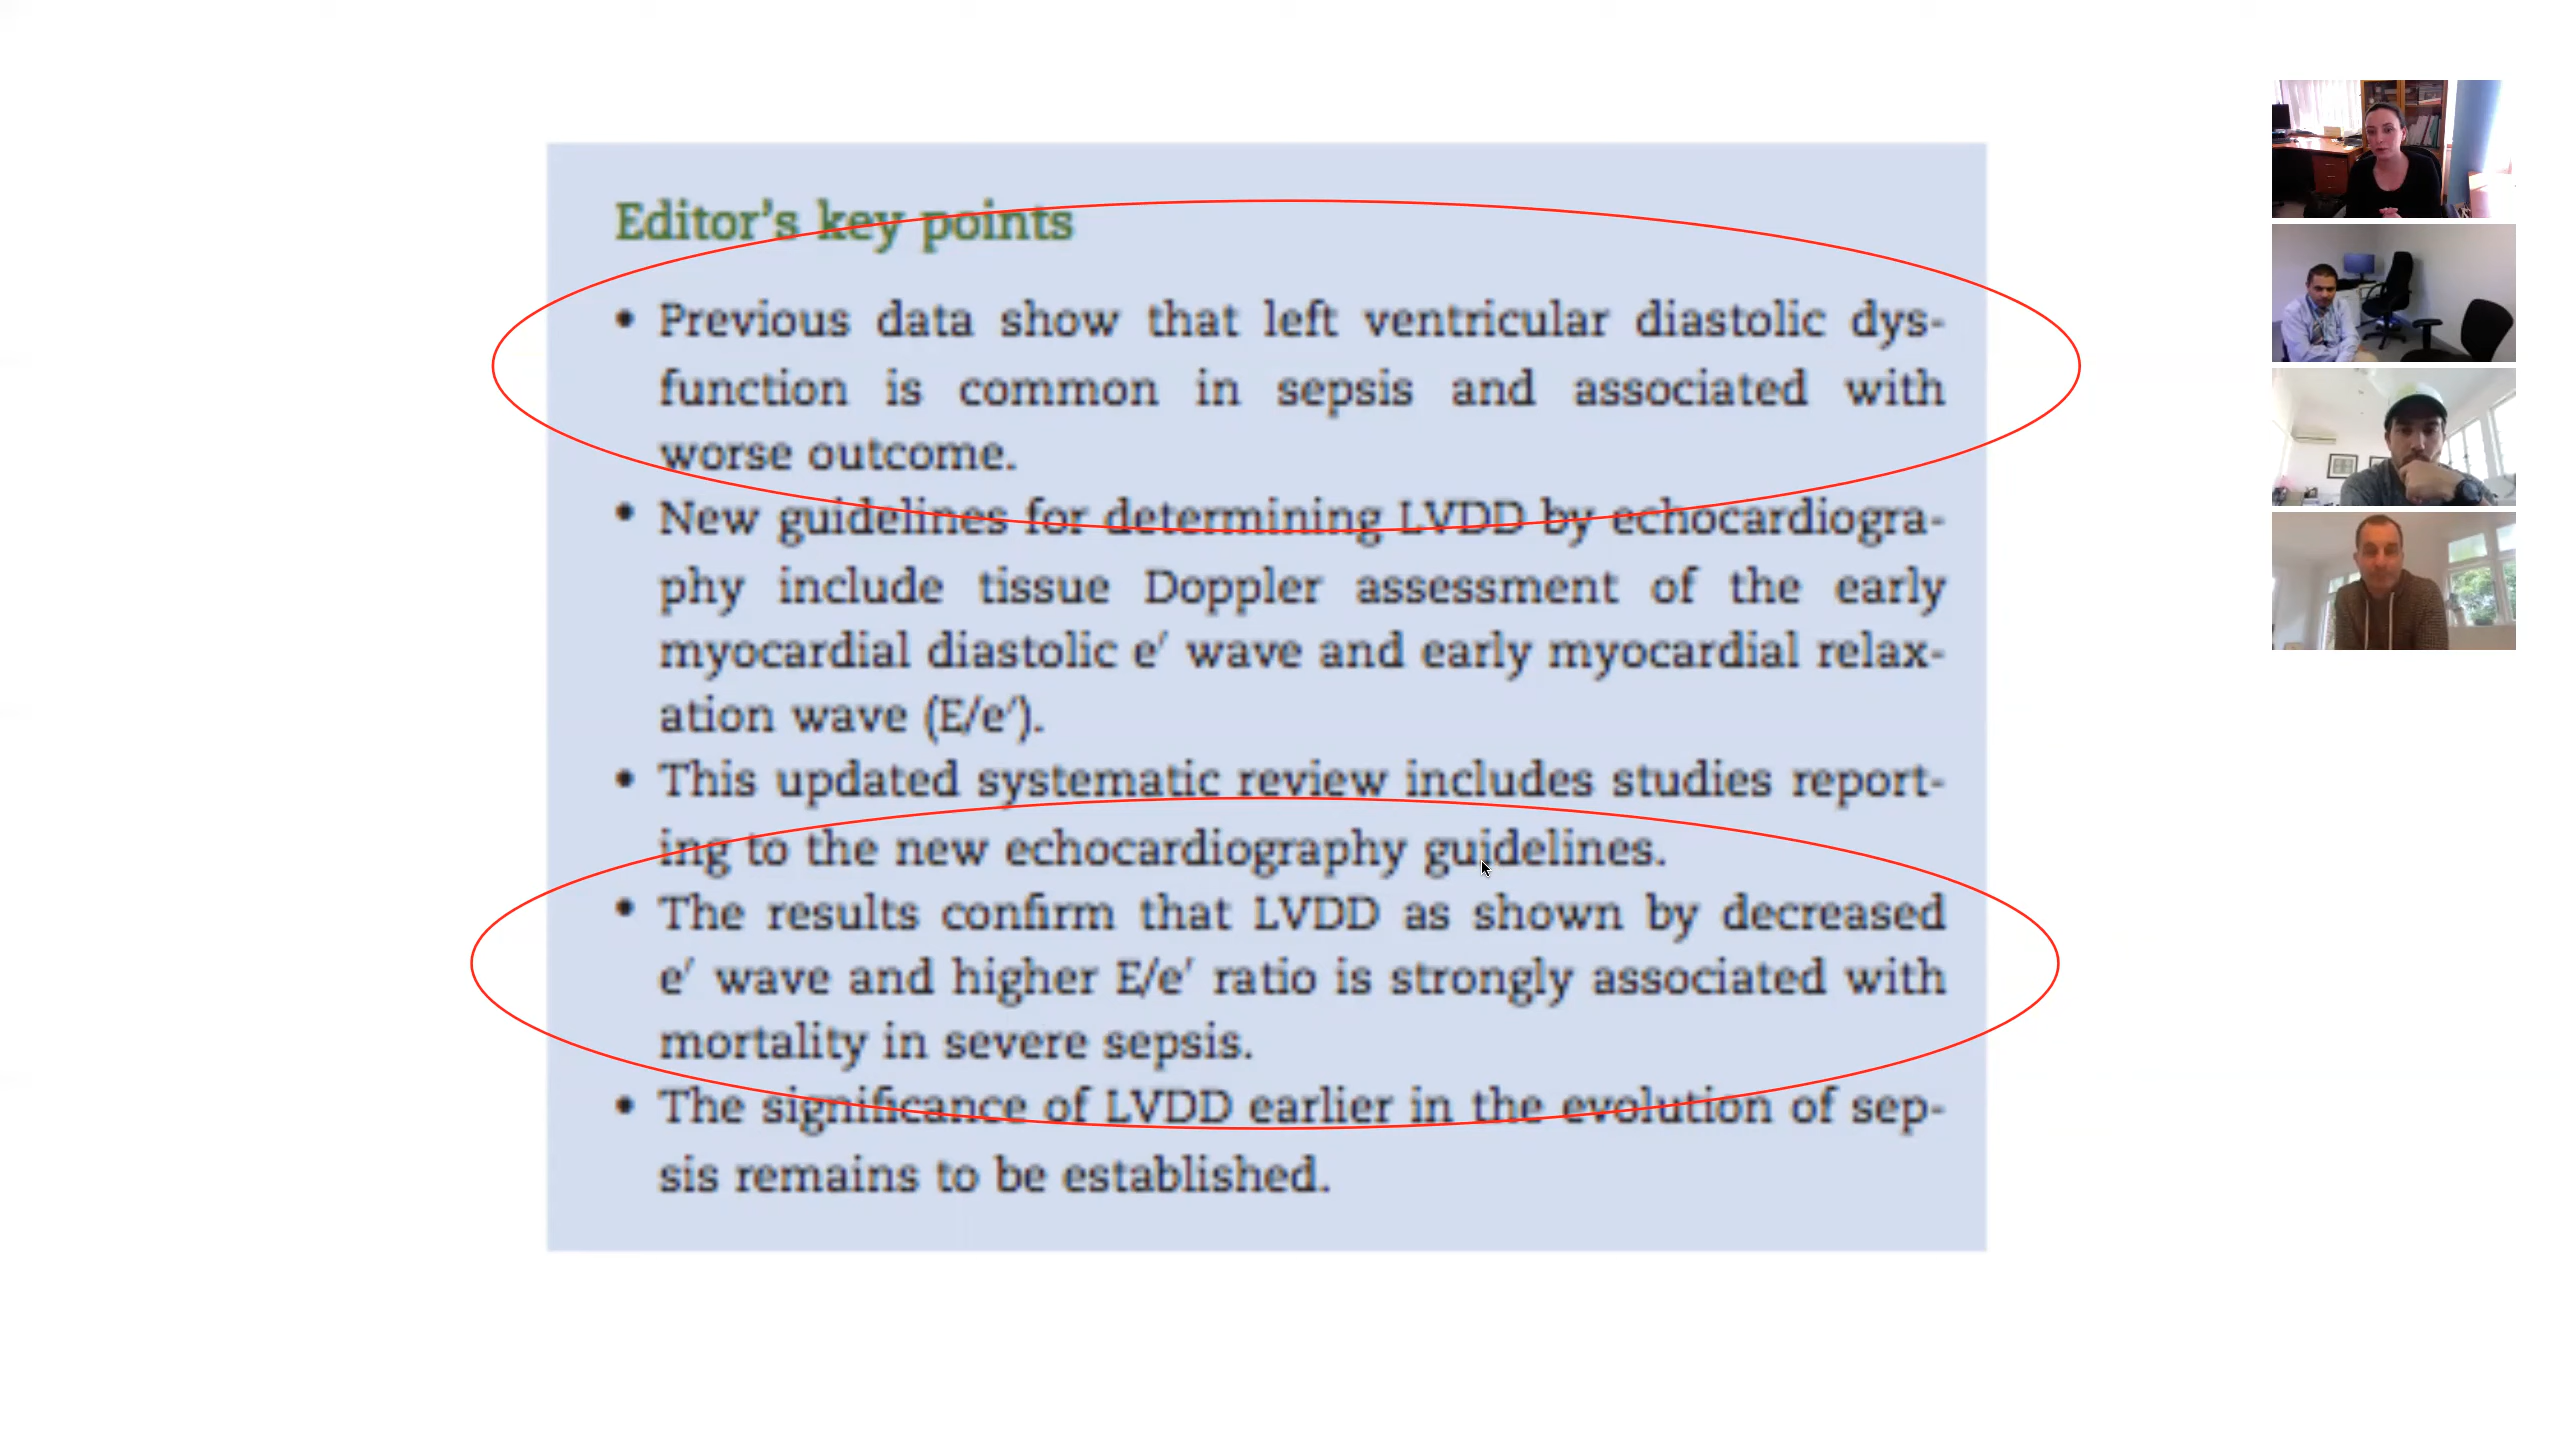 Editor's key points
• Previous data show that left ventricular diastolic dys-
function is common in sepsis and associated with
worse outcome.
• New guidelines for determining LVDD by echocardiogra-
phy include tissue Doppler assessment of the early
myocardial diastolic e′ wave and early myocardial relax-
ation wave (E/e′).
• This updated systematic review includes studies report-
ing to the new echocardiography guidelines.
• The results confirm that LVDD as shown by decreased
e′ wave and higher E/e′ ratio is strongly associated with
mortality in severe sepsis.
• The significance of LVDD earlier in the evolution of sep-
sis remains to be established.